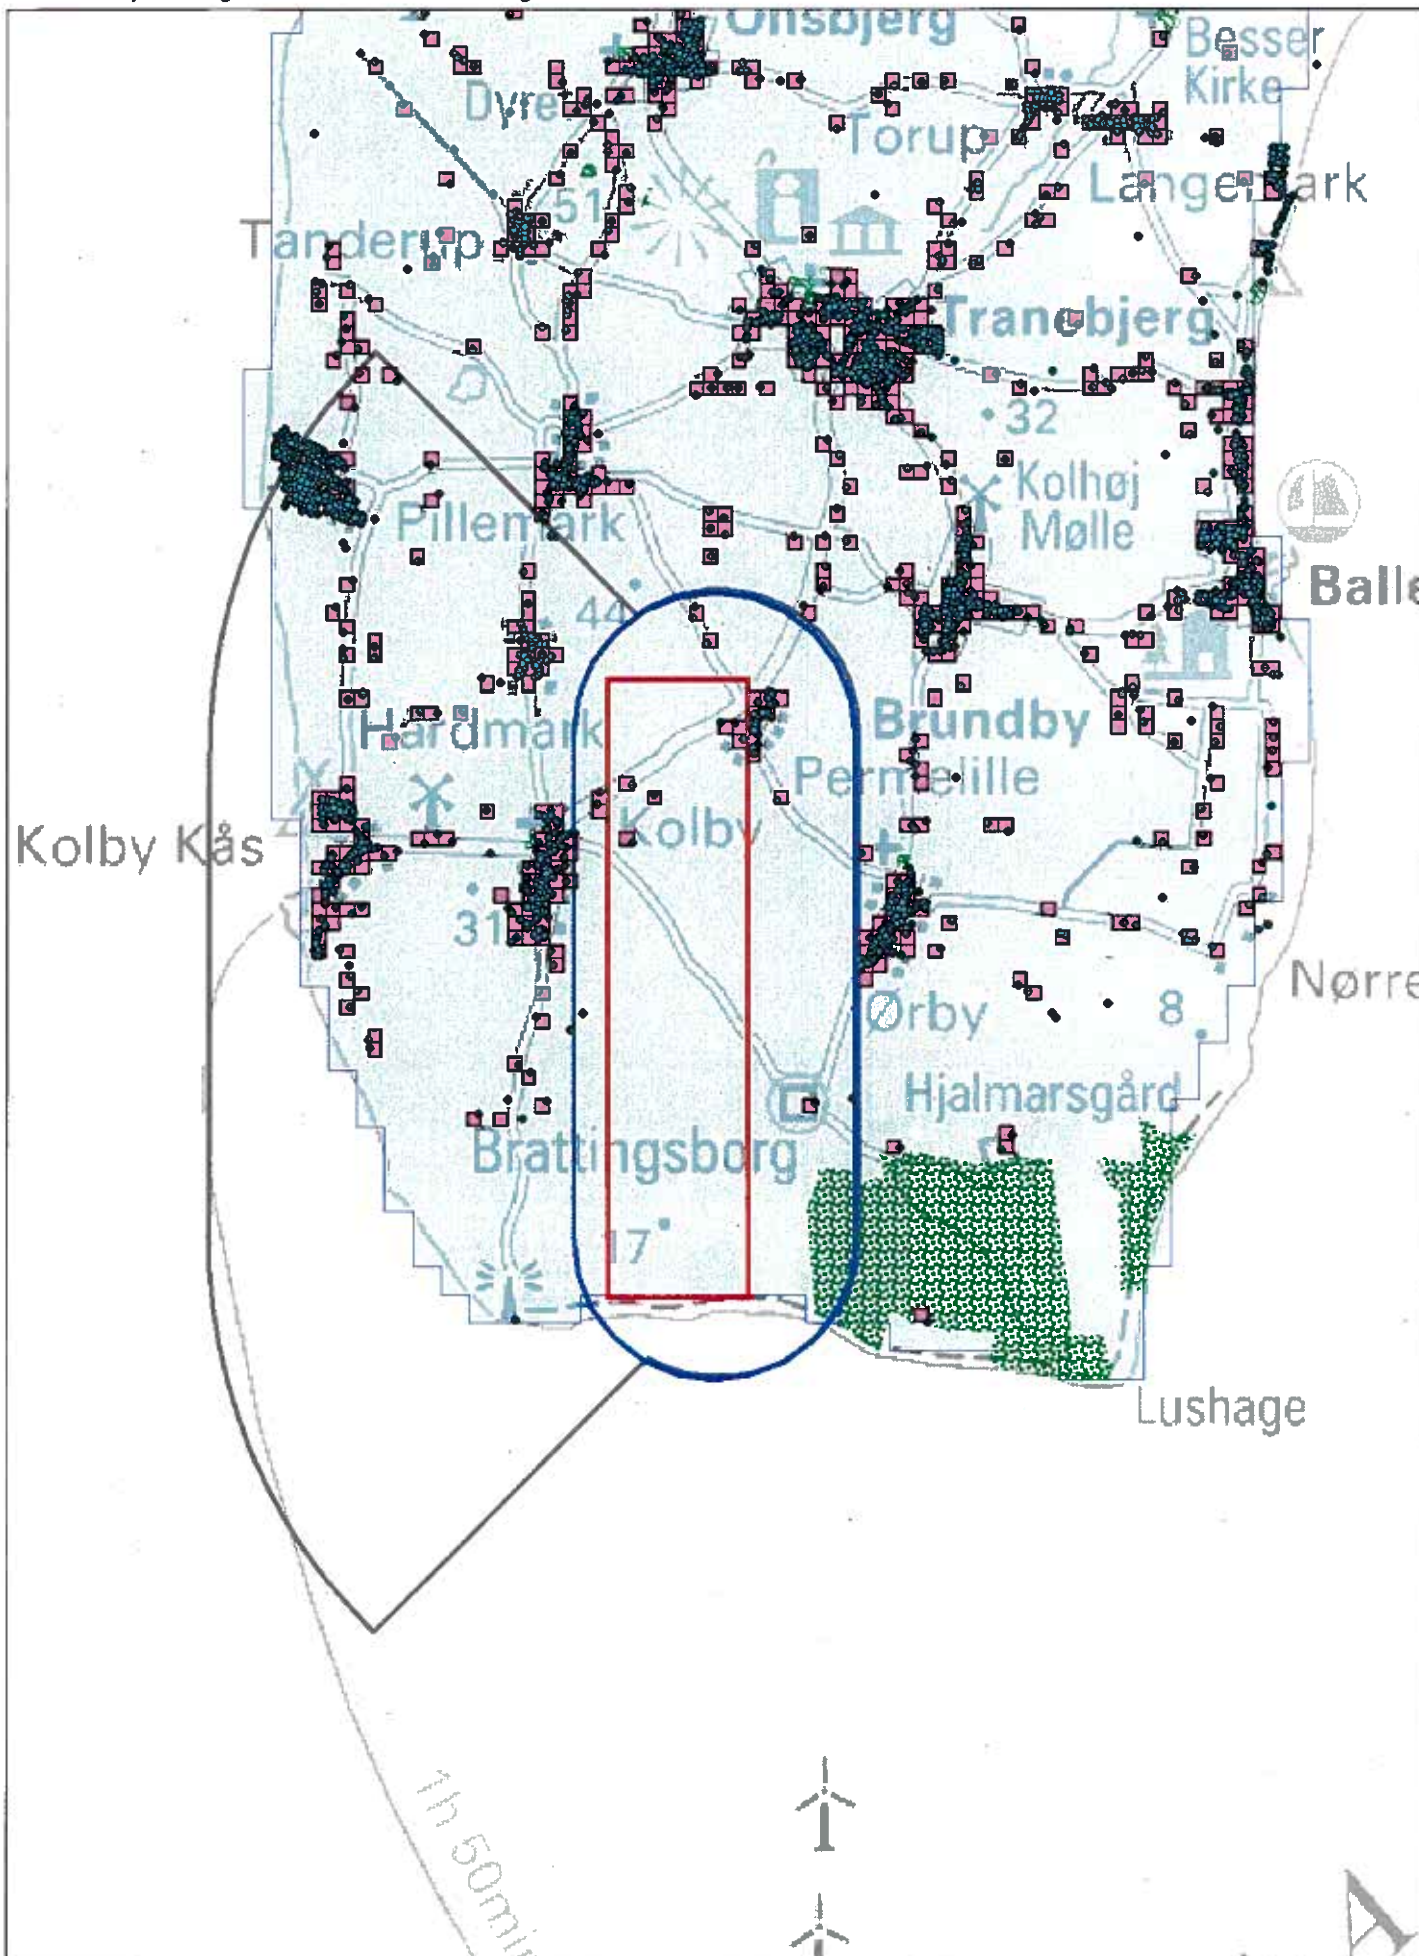 Onsbjerg
Besser
Kirke
Dyre
Torup
Langemark
51
Tanderup
Tranebjerg
32
Kolhøj
Mølle
Pillemark
Balle
44
Hårdmark
Brundby
Permelille
Kolby
Kolby Kås
31
Nørre
Ørby
8
Hjalmarsgård
Brattingsborg
17
Lushage
1h 50min